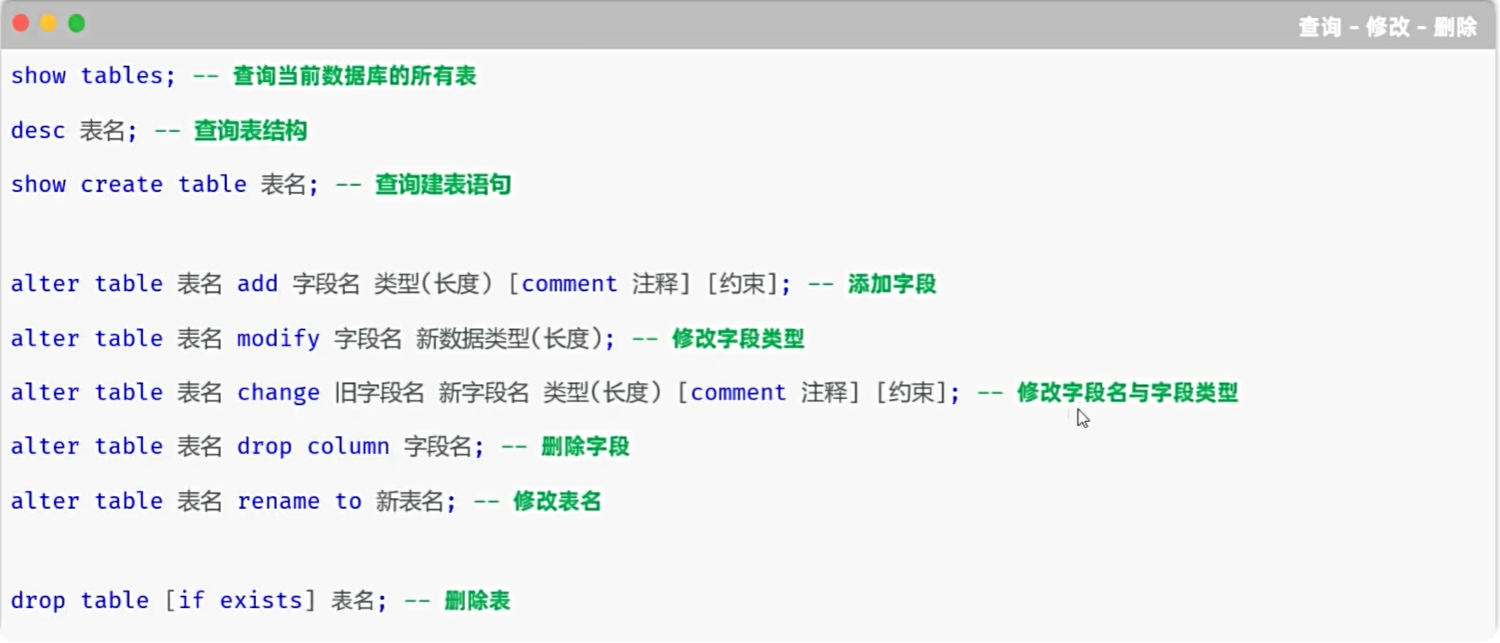 查询 - 修改 - 删除
show tables; -- 查询当前数据库的所有表
desc 表名; -- 查询表结构
show create table 表名; -- 查询建表语句
alter table 表名 add 字段名 类型(长度) [comment 注释] [约束]; -- 添加字段
alter table 表名 modify 字段名 新数据类型(长度); -- 修改字段类型
alter table 表名 change 旧字段名 新字段名 类型(长度) [comment 注释] [约束]; -- 修改字段名与字段类型
alter table 表名 drop column 字段名; -- 删除字段
alter table 表名 rename to 新表名; -- 修改表名
drop table [if exists] 表名; -- 删除表